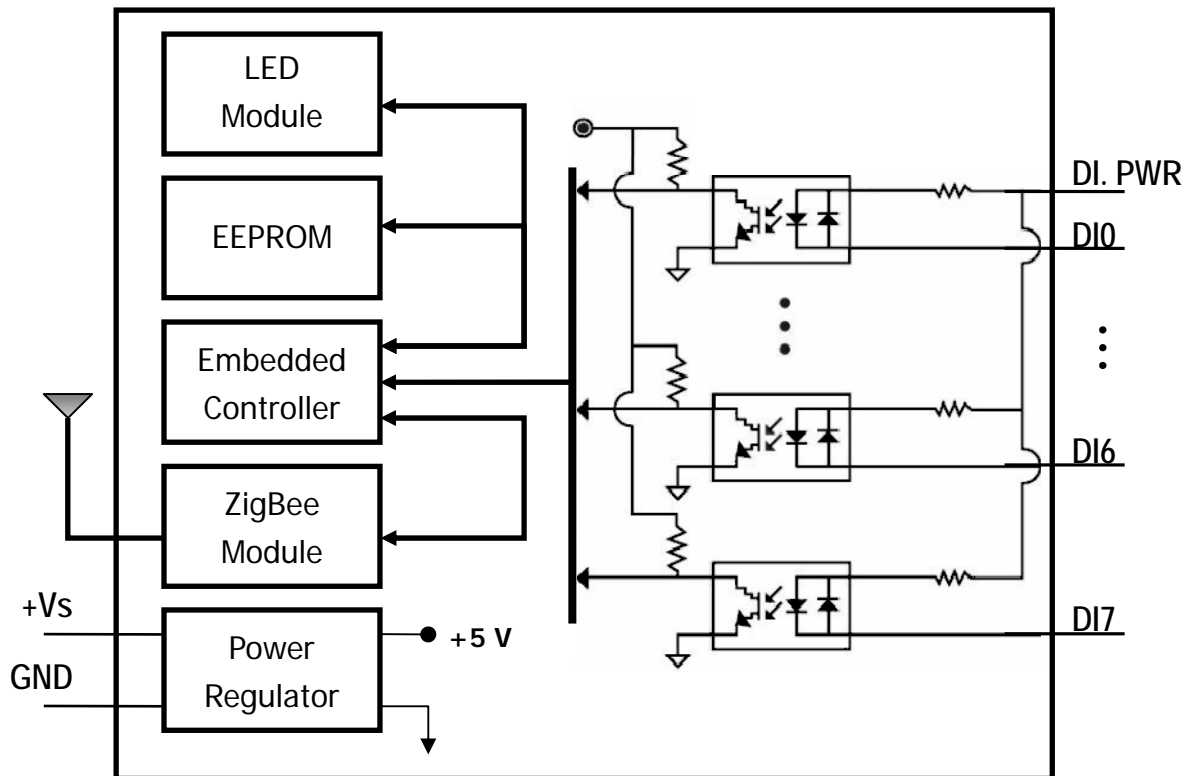 LED
Module
EEPROM
Embedded
Controller
ZigBee
Module
Power
Regulator
+Vs
GND
+5 V
DI. PWR
DI0
DI6
DI7